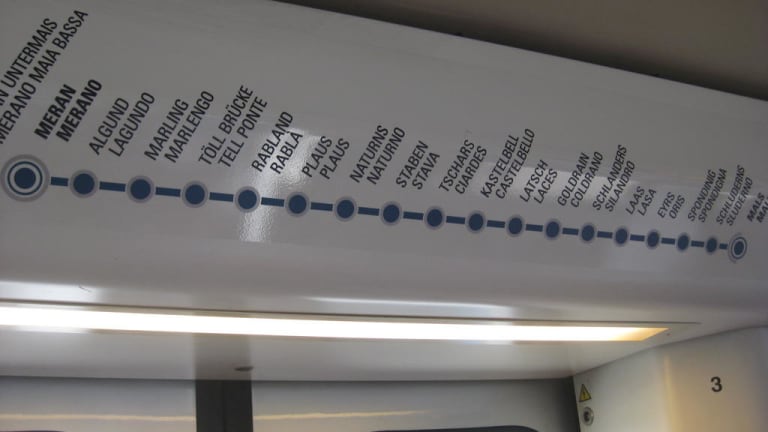 UNTERMAIS
MERANO MAIA BASSA
MERAN
MERANO
ALGUND
LAGUNDO
MARLING
MARLENGO
TÖLL BRÜCKE
TELL PONTE
RABLAND
RABLÀ
PLAUS
PLAUS
NATURNS
NATURNO
STABEN
STAVA
TSCHARS
CIARDES
KASTELBELL
CASTELBELLO
LATSCH
LACES
GOLDRAIN
COLDRANO
SCHLANDERS
SILANDRO
LAAS
LASA
EYRS
ORIS
SPONDINIG
SPONDIGNA
SCHLUDERNS
SLUDERNO
MALS
3